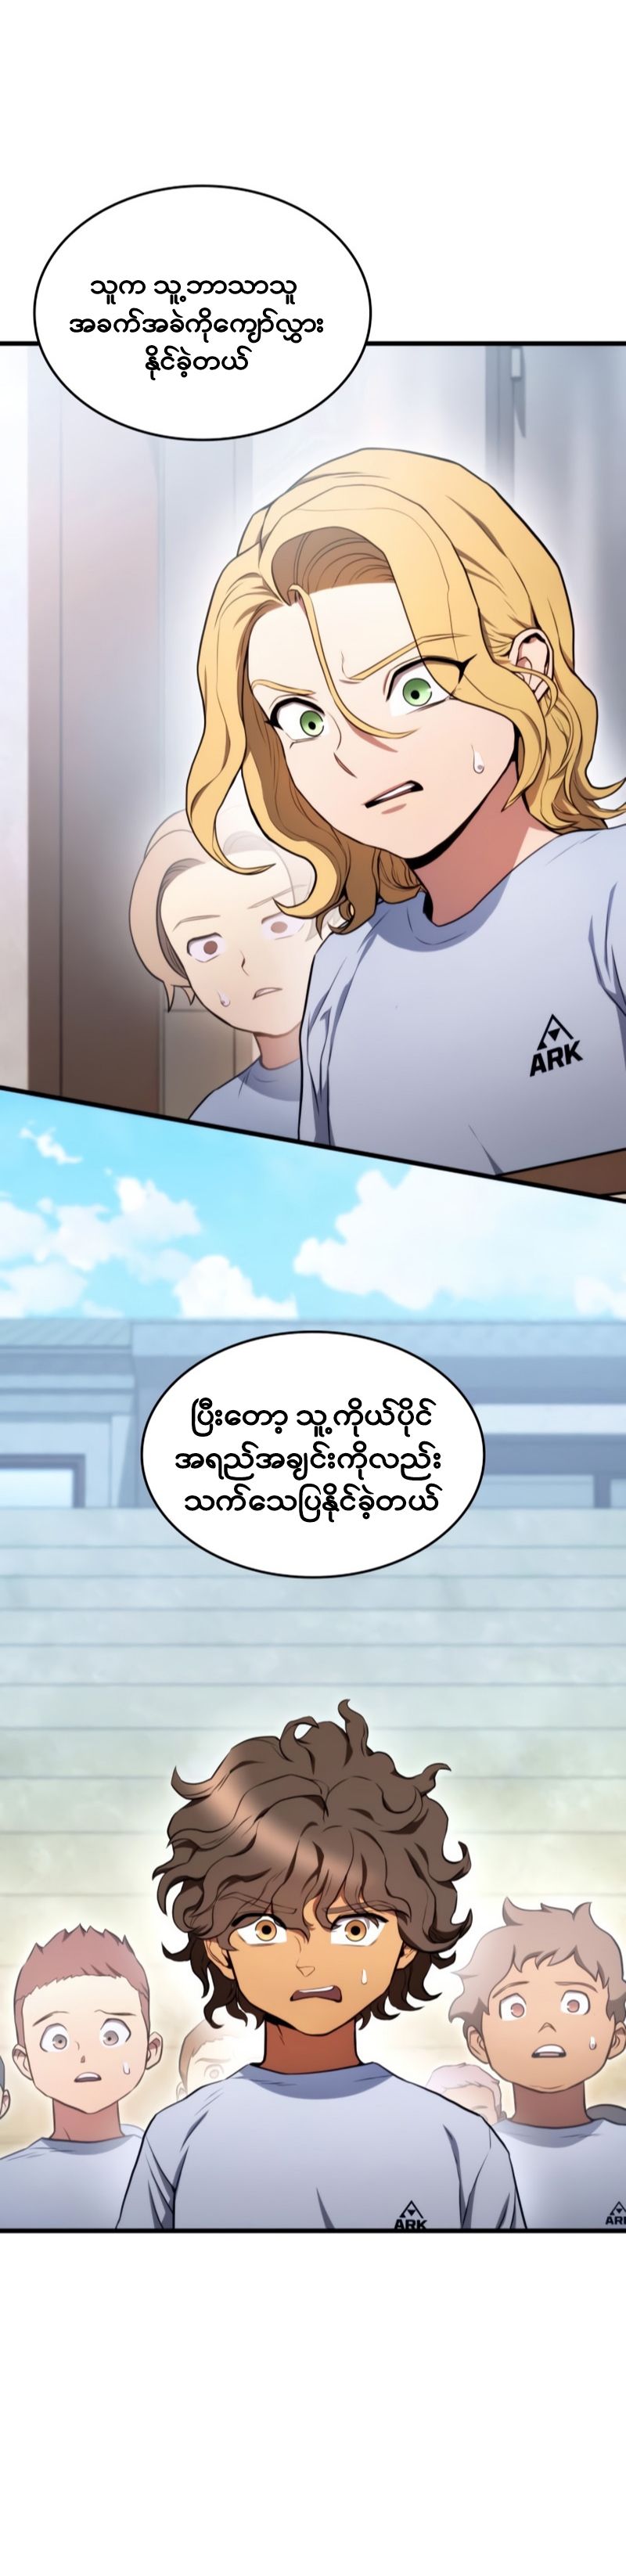 သူက သူ့ဘာသာသူ
အခက်အခဲကိုကျော်လွှား
နိုင်ခဲ့တယ်
ARK
ပြီးတော့ သူ့ကိုယ်ပိုင်
အရည်အချင်းကိုလည်း
သက်သေပြနိုင်ခဲ့တယ်
ARK
ARK